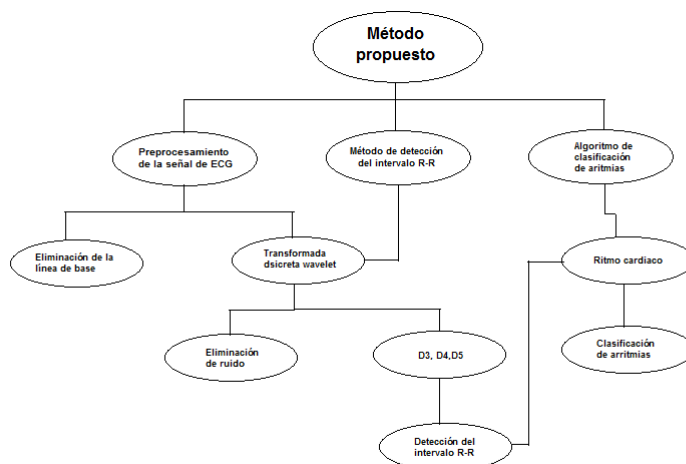 Método
propuesto
Preprocesamiento
de la señal de ECG
Método de detección
del intervalo R-R
Algoritmo de
clasificación
de aritmias
Eliminación de la
línea de base
Transformada
dsicreta wavelet
Ritmo cardiaco
Eliminación
de ruido
D3, D4,D5
Clasificación
de arritmias
Detección del
intervalo R-R